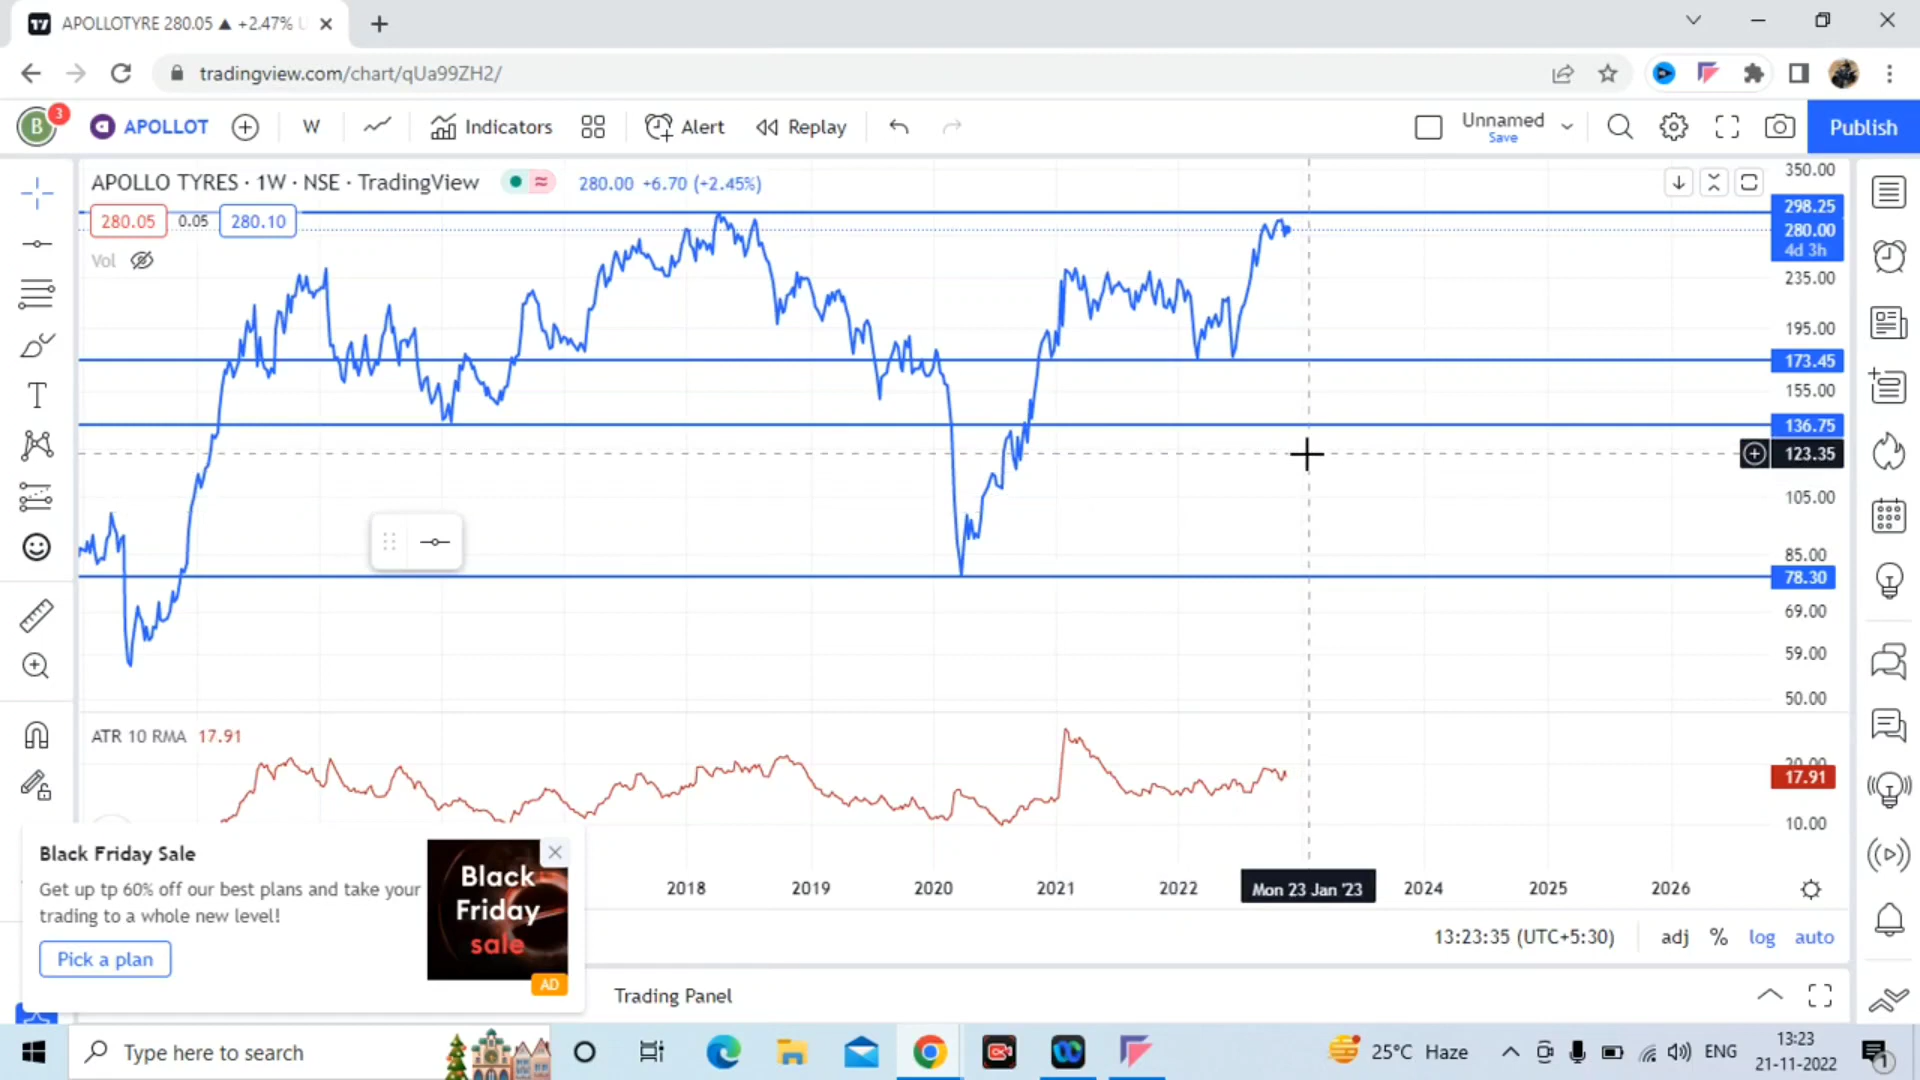 APOLLOTYRE 280.05 ▲ +2.47% U
tradingview.com/chart/qUa99ZH2/
B
3
APOLLOT
W
Indicators
Alert
Replay
Unnamed
Save
Publish
APOLLO TYRES · 1W · NSE · TradingView
280.00 +6.70 (+2.45%)
280.05
0.05
280.10
Vol
350.00
298.25
280.00
4d 3h
235.00
195.00
173.45
155.00
136.75
123.35
105.00
85.00
78.30
69.00
59.00
50.00
ATR 10 RMA 17.91
20.00
17.91
10.00
2018
2019
2020
2021
2022
Mon 23 Jan '23
2024
2025
2026
Black Friday Sale
Get up tp 60% off our best plans and take your
trading to a whole new level!
Pick a plan
Black
Friday
sale
AD
13:23:35 (UTC+5:30)
adj
%
log
auto
Trading Panel
Type here to search
25°C Haze
ENG
13:23
21-11-2022
1